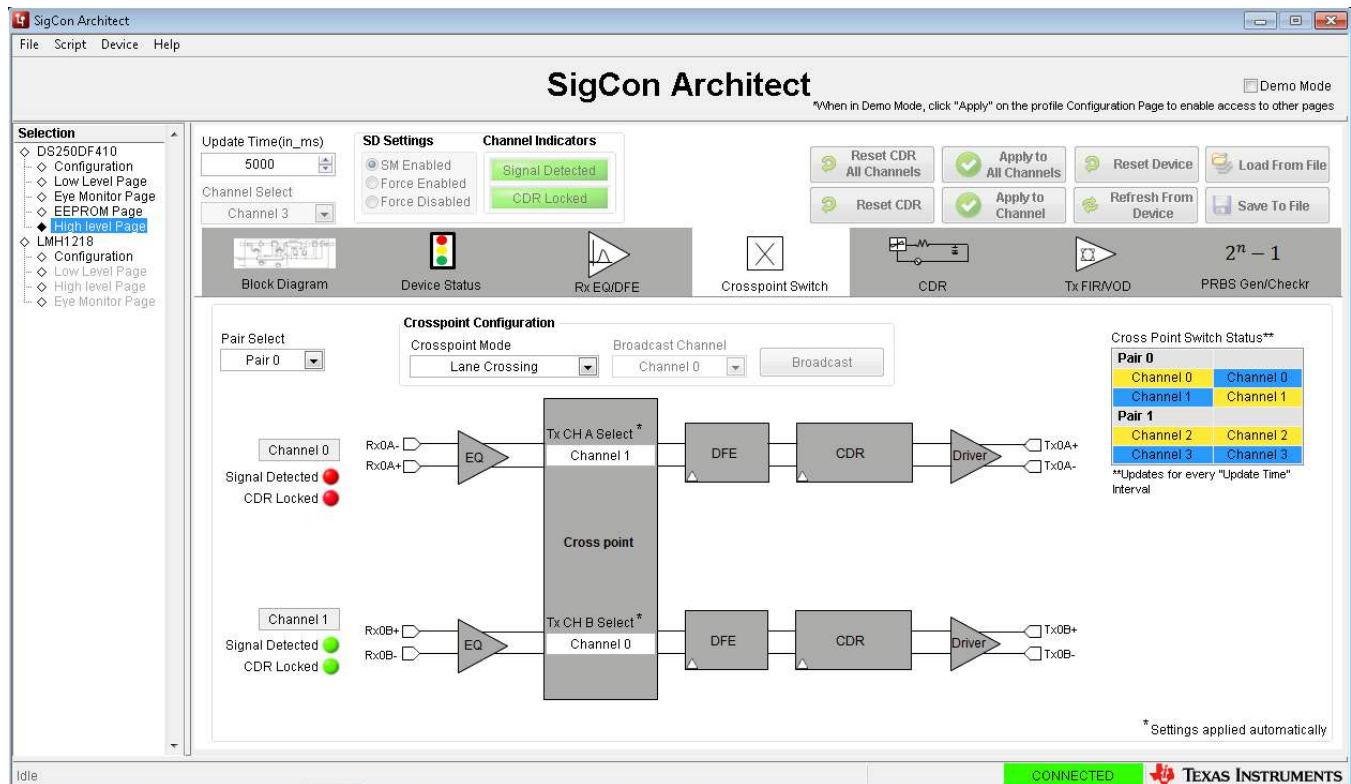 SigCon Architect
File Script Device Help
SigCon Architect
Demo Mode
*When in Demo Mode, click "Apply" on the profile Configuration Page to enable access to other pages
Selection
DS250DF410
Configuration
Low Level Page
Eye Monitor Page
EEPROM Page
High level Page
LMH1218
Configuration
Low Level Page
High level Page
Eye Monitor Page
Update Time(in_ms)
5000
Channel Select
Channel 3
SD Settings
SM Enabled
Force Enabled
Force Disabled
Channel Indicators
Signal Detected
CDR Locked
Reset CDR
All Channels
Apply to
All Channels
Reset Device
Load From File
Reset CDR
Apply to
Channel
Refresh From
Device
Save To File
Block Diagram
Device Status
Rx EQ/DFE
Crosspoint Switch
CDR
Tx FIR/VOD
2ⁿ − 1
PRBS Gen/Checkr
Pair Select
Pair 0
Crosspoint Configuration
Crosspoint Mode
Lane Crossing
Broadcast Channel
Channel 0
Broadcast
Cross Point Switch Status**
Pair 0
Channel 0 Channel 0
Channel 1 Channel 1
Pair 1
Channel 2 Channel 2
Channel 3 Channel 3
**Updates for every "Update Time"
Interval
Channel 0
Signal Detected
CDR Locked
Rx0A-
Rx0A+
EQ
Tx CH A Select *
Channel 1
DFE
CDR
Driver
Tx0A+
Tx0A-
Cross point
Channel 1
Signal Detected
CDR Locked
Rx0B+
Rx0B-
EQ
Tx CH B Select *
Channel 0
DFE
CDR
Driver
Tx0B+
Tx0B-
* Settings applied automatically
Idle
CONNECTED
TEXAS INSTRUMENTS